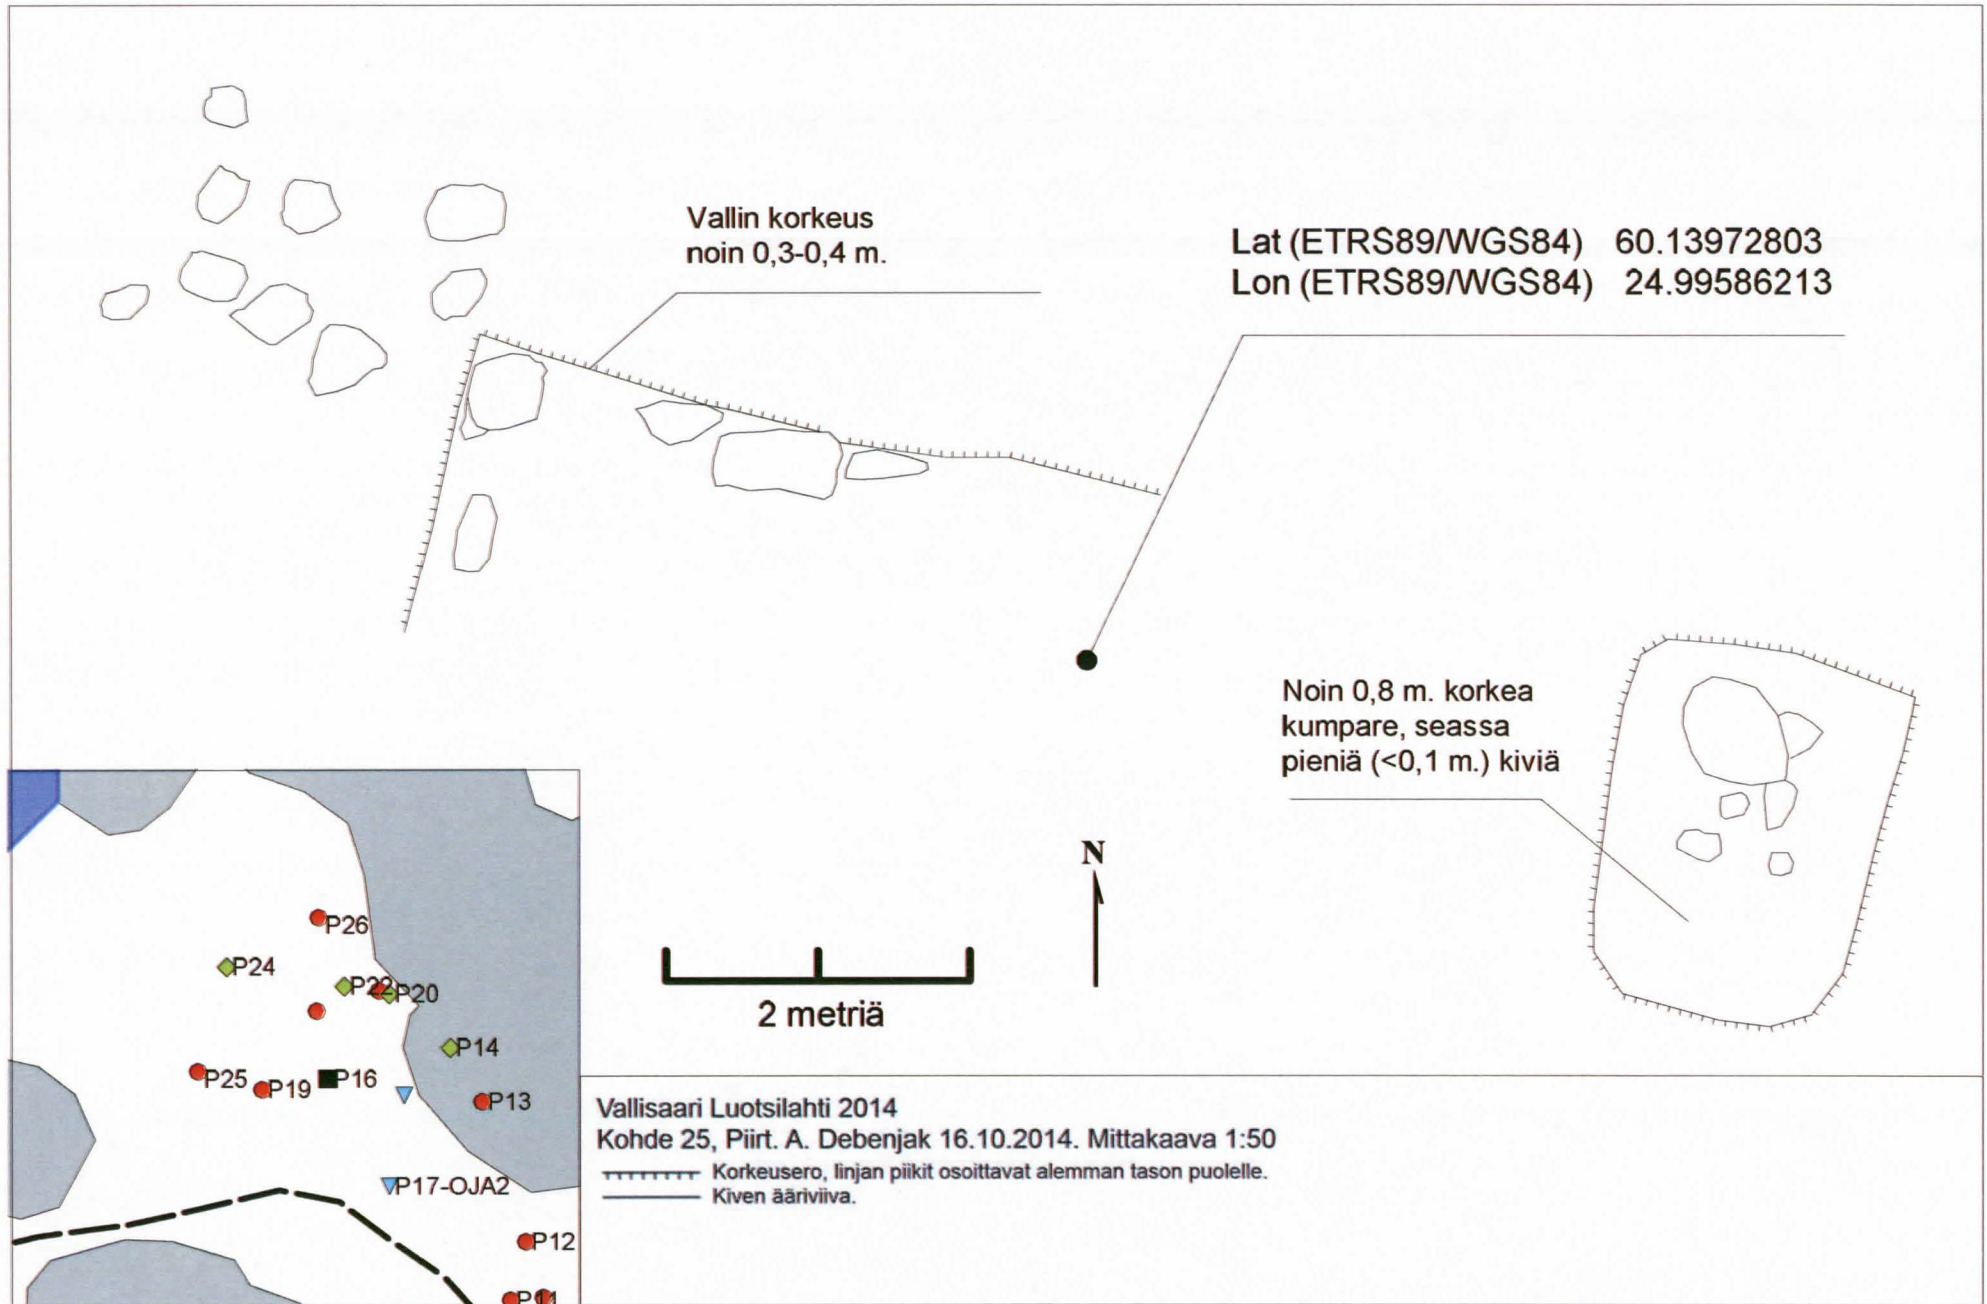 Vallin korkeus
noin 0,3-0,4 m.
Lat (ETRS89/WGS84) 60.13972803
Lon (ETRS89/WGS84) 24.99586213
Noin 0,8 m. korkea
kumpare, seassa
pieniä (<0,1 m.) kiviä
N
2 metriä
P26
P24
P22
P20
P14
P25
P19
P16
P13
P17-OJA2
P12
P11
Vallisaari Luotsilahti 2014
Kohde 25, Piirt. A. Debenjak 16.10.2014. Mittakaava 1:50
Korkeusero, linjan piikit osoittavat alemman tason puolelle.
Kiven ääriviiva.